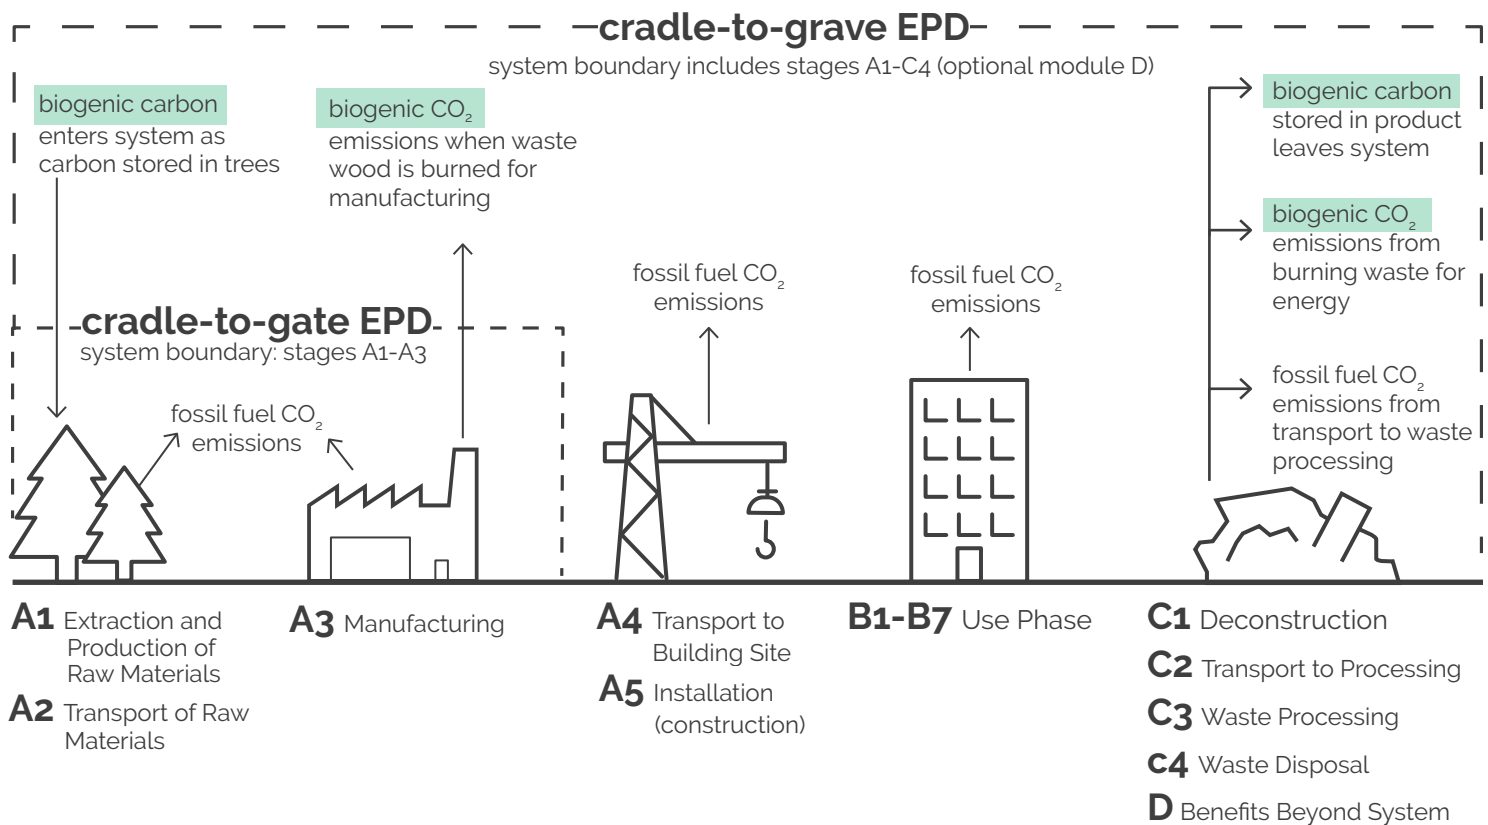 cradle-to-grave EPD
system boundary includes stages A1-C4 (optional module D)
biogenic carbon
enters system as
carbon stored in trees
biogenic CO₂
emissions when waste
wood is burned for
manufacturing
biogenic carbon
stored in product
leaves system
biogenic CO₂
emissions from
burning waste for
energy
fossil fuel CO₂
emissions from
transport to waste
processing
fossil fuel CO₂
emissions
fossil fuel CO₂
emissions
cradle-to-gate EPD
system boundary: stages A1-A3
fossil fuel CO₂
emissions
A1 Extraction and
Production of
Raw Materials
A2 Transport of Raw
Materials
A3 Manufacturing
A4 Transport to
Building Site
A5 Installation
(construction)
B1-B7 Use Phase
C1 Deconstruction
C2 Transport to Processing
C3 Waste Processing
c4 Waste Disposal
D Benefits Beyond System